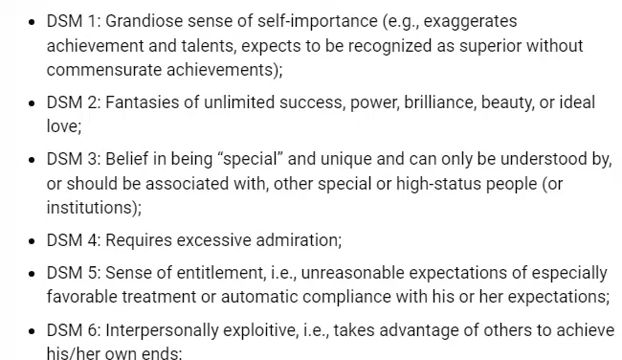 • DSM 1: Grandiose sense of self-importance (e.g., exaggerates
achievement and talents, expects to be recognized as superior without
commensurate achievements);
• DSM 2: Fantasies of unlimited success, power, brilliance, beauty, or ideal
love;
• DSM 3: Belief in being “special” and unique and can only be understood by,
or should be associated with, other special or high-status people (or
institutions);
• DSM 4: Requires excessive admiration;
• DSM 5: Sense of entitlement, i.e., unreasonable expectations of especially
favorable treatment or automatic compliance with his or her expectations;
• DSM 6: Interpersonally exploitive, i.e., takes advantage of others to achieve
his/her own ends;